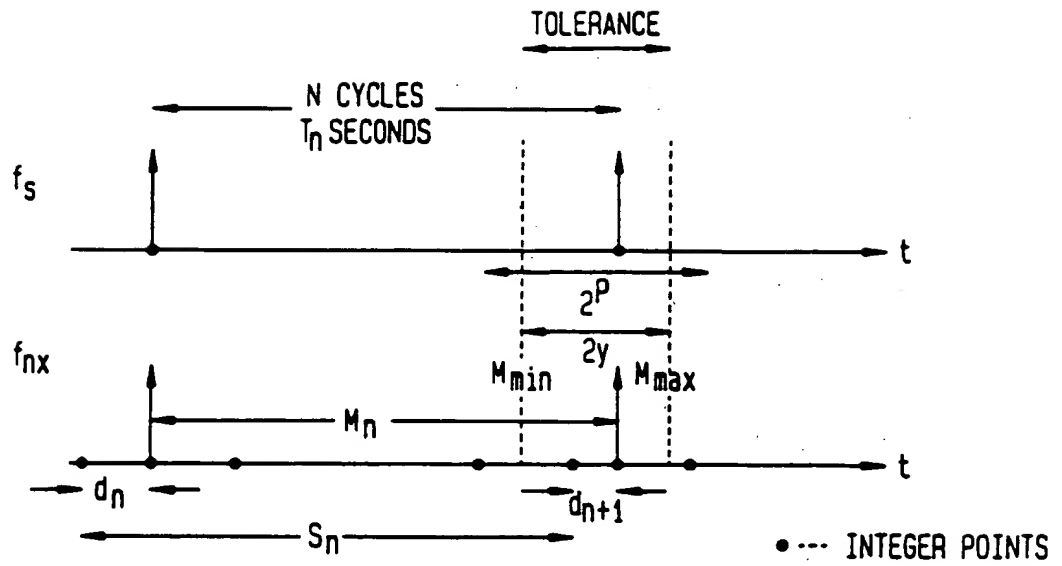 TOLERANCE
N CYCLES
Tn SECONDS
fs
t
2P
2y
fnx
Mmin
Mmax
Mn
t
dn
dn+1
Sn
•--- INTEGER POINTS